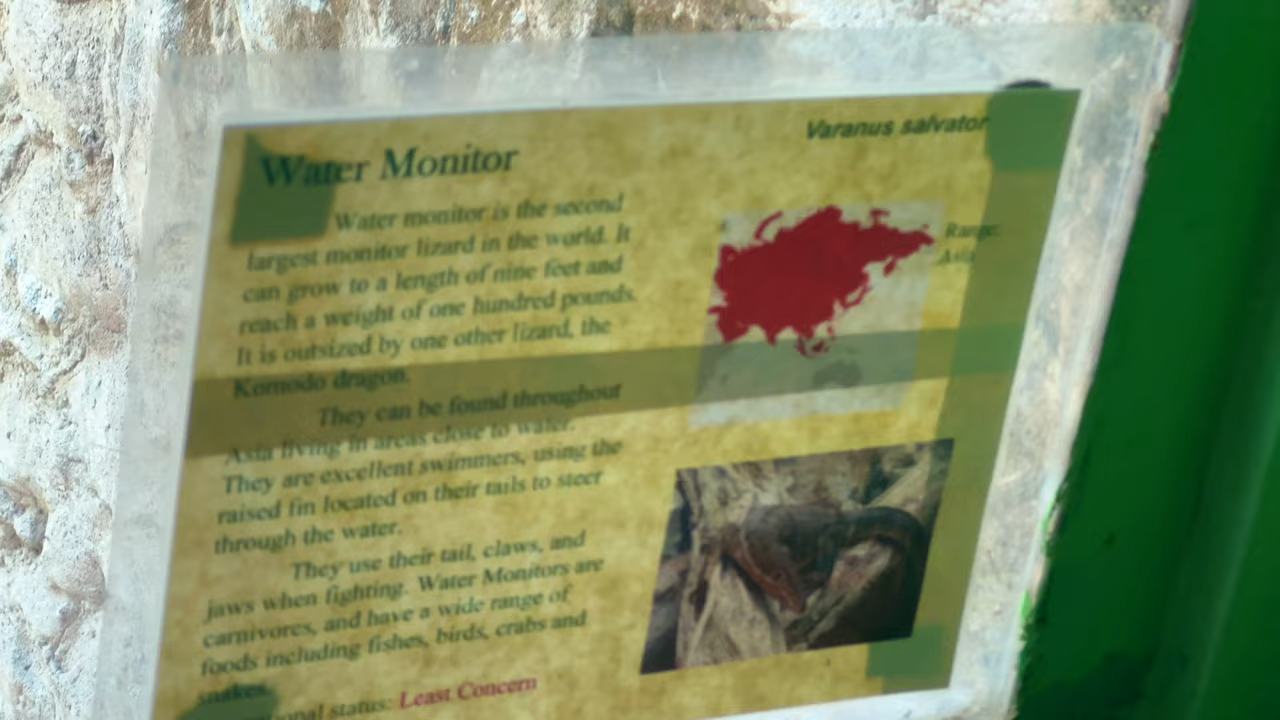 Varanus salvator
Water Monitor
Water monitor is the second
largest monitor lizard in the world. It
can grow to a length of nine feet and
reach a weight of one hundred pounds.
It is outsized by one other lizard, the
Komodo dragon.
They can be found throughout
Asia living in areas close to water.
They are excellent swimmers, using the
raised fin located on their tails to steer
through the water.
They use their tail, claws, and
jaws when fighting. Water Monitors are
carnivores, and have a wide range of
foods including fishes, birds, crabs and
snakes.
status: Least Concern
Range:
Asia